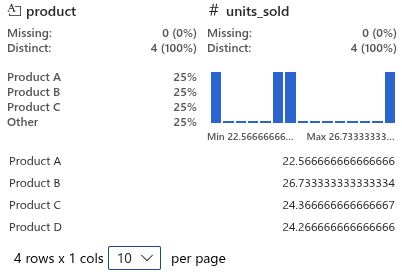 product # units_sold
Missing: 0 (0%) Missing: 0 (0%)
Distinct: 4 (100%) Distinct: 4 (100%)
Product A 25%
Product B 25%
Product C 25%
Other 25%
Min 22.56666666... Max 26.73333333...
Product A 22.566666666666666
Product B 26.733333333333334
Product C 24.366666666666667
Product D 24.266666666666666
4 rows x 1 cols 10 per page